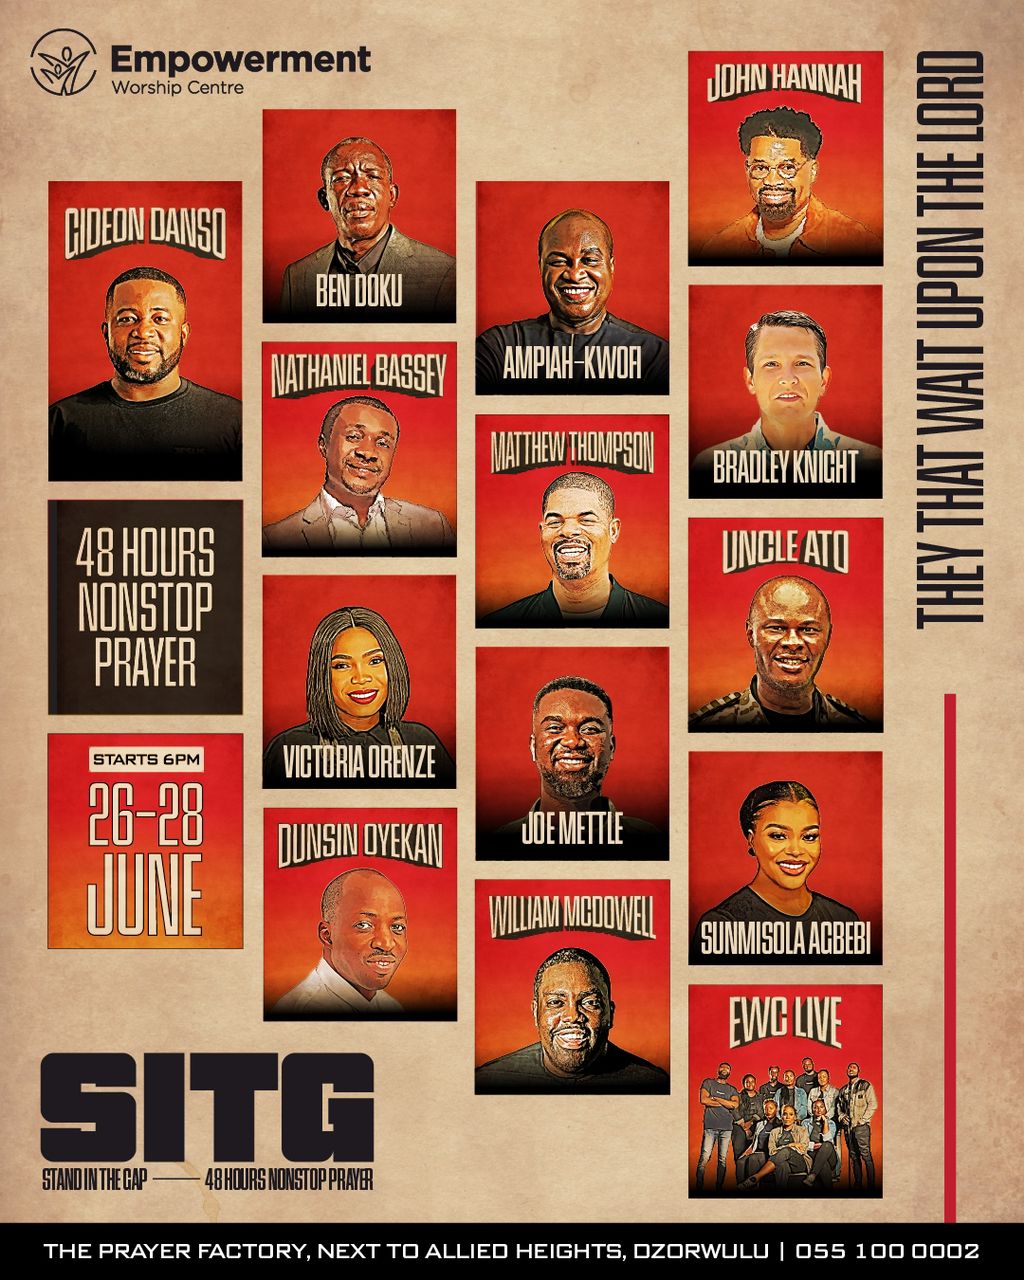 Empowerment
Worship Centre
GIDEON DANSO
48 HOURS
NONSTOP
PRAYER
STARTS 6PM
26-28
JUNE
BEN DOKU
NATHANIEL BASSEY
VICTORIA ORENZE
DUNSIN OYEKAN
AMPIAH-KWOFI
MATTHEW THOMPSON
JOE METTLE
WILLIAM MCDOWELL
JOHN HANNAH
BRADLEY KNIGHT
UNCLE ATO
SUNMISOLA AGBEBI
EWC LIVE
THEY THAT WAIT UPON THE LORD
SITG
STAND IN THE GAP — 48 HOURS NONSTOP PRAYER
THE PRAYER FACTORY, NEXT TO ALLIED HEIGHTS, DZORWULU | 055 100 0002